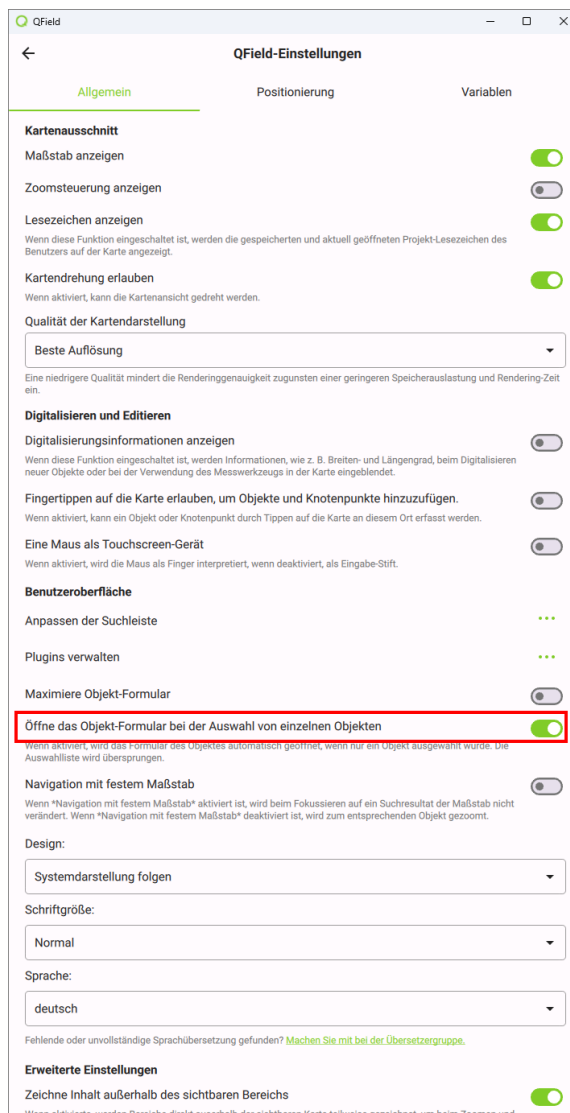 QField
QField-Einstellungen
Allgemein
Positionierung
Variablen
Kartenausschnitt
Maßstab anzeigen
Zoomsteuerung anzeigen
Lesezeichen anzeigen
Wenn diese Funktion eingeschaltet ist, werden die gespeicherten und aktuell geöffneten Projekt-Lesezeichen des
Benutzers auf der Karte angezeigt.
Kartendrehung erlauben
Wenn aktiviert, kann die Kartenansicht gedreht werden.
Qualität der Kartendarstellung
Beste Auflösung
Eine niedrigere Qualität mindert die Renderinggenauigkeit zugunsten einer geringeren Speicherauslastung und Rendering-Zeit
ein.
Digitalisieren und Editieren
Digitalisierungsinformationen anzeigen
Wenn diese Funktion eingeschaltet ist, werden Informationen, wie z. B. Breiten- und Längengrad, beim Digitalisieren
neuer Objekte oder bei der Verwendung des Messwerkzeugs in der Karte eingeblendet.
Fingertippen auf die Karte erlauben, um Objekte und Knotenpunkte hinzuzufügen.
Wenn aktiviert, kann ein Objekt oder Knotenpunkt durch Tippen auf die Karte an diesem Ort erfasst werden.
Eine Maus als Touchscreen-Gerät
Wenn aktiviert, wird die Maus als Finger interpretiert, wenn deaktiviert, als Eingabe-Stift.
Benutzeroberfläche
Anpassen der Suchleiste
Plugins verwalten
Maximiere Objekt-Formular
Öffne das Objekt-Formular bei der Auswahl von einzelnen Objekten
Wenn aktiviert, wird das Formular des Objektes automatisch geöffnet, wenn nur ein Objekt ausgewählt wurde. Die
Auswahlliste wird übersprungen.
Navigation mit festem Maßstab
Wenn *Navigation mit festem Maßstab* aktiviert ist, wird beim Fokussieren auf ein Suchresultat der Maßstab nicht
verändert. Wenn *Navigation mit festem Maßstab* deaktiviert ist, wird zum entsprechenden Objekt gezoomt.
Design:
Systemdarstellung folgen
Schriftgröße:
Normal
Sprache:
deutsch
Fehlende oder unvollständige Sprachübersetzung gefunden? Machen Sie mit bei der Übersetzergruppe.
Erweiterte Einstellungen
Zeichne Inhalt außerhalb des sichtbaren Bereichs